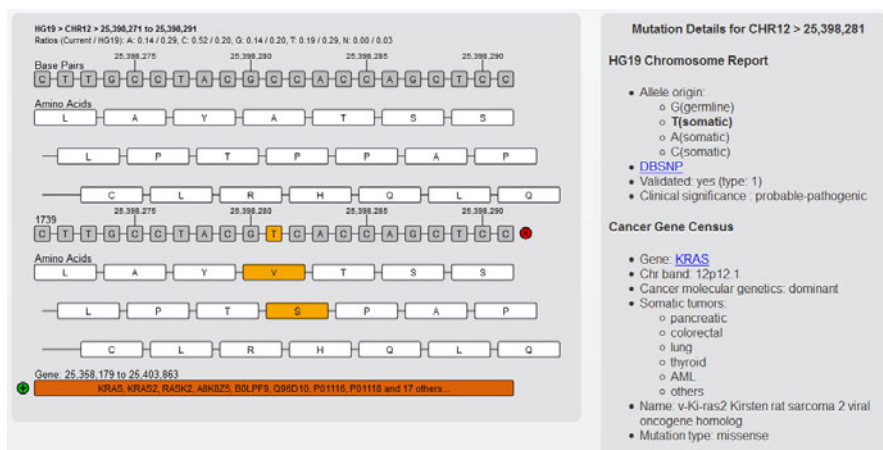 HG19 > CHR12 > 25,398,271 to 25,398,291
Ratios (Current / HG19): A: 0.14 / 0.29, C: 0.52 / 0.20, G: 0.14 / 0.20, T: 0.19 / 0.29, N: 0.00 / 0.03
25,398,275 25,398,280 25,398,285 25,398,290
Base Pairs
C T T G C C T A C G C C A C C A G C T C C
Amino Acids
L A Y A T S S
L P T P P A P
C L R H Q L Q
25,398,275 25,398,280 25,398,285 25,398,290
1739
C T T G C C T A C G T C A C C A G C T C C
Amino Acids
L A Y V T S S
L P T S P A P
C L R H Q L Q
Gene: 25,358,179 to 25,403,863
KRAS, KRAS2, RASK2, A8K8Z5, B0LPF9, Q96D10, P01116, P01118 and 17 others...
Mutation Details for CHR12 > 25,398,281
HG19 Chromosome Report
Allele origin:
G(germline)
T(somatic)
A(somatic)
C(somatic)
DBSNP
Validated: yes (type: 1)
Clinical significance : probable-pathogenic
Cancer Gene Census
Gene: KRAS
Chr band: 12p12.1
Cancer molecular genetics: dominant
Somatic tumors:
pancreatic
colorectal
lung
thyroid
AML
others
Name: v-Ki-ras2 Kirsten rat sarcoma 2 viral
oncogene homolog
Mutation type: missense